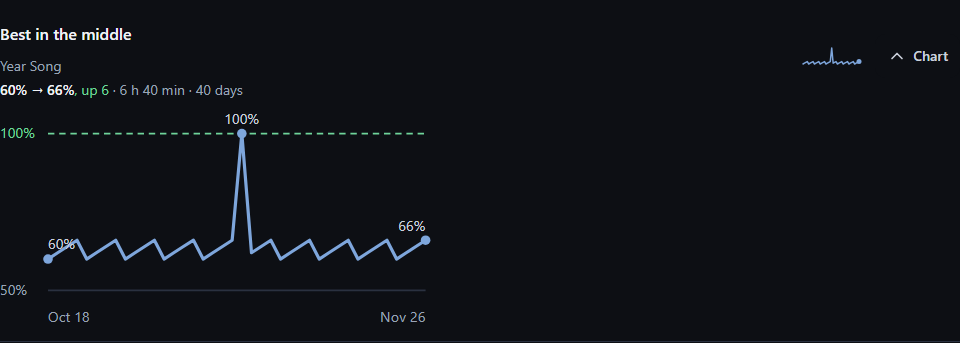 Best in the middle
Chart
Year Song
60% → 66%, up 6 · 6 h 40 min · 40 days
100%
100%
60%
66%
50%
Oct 18
Nov 26